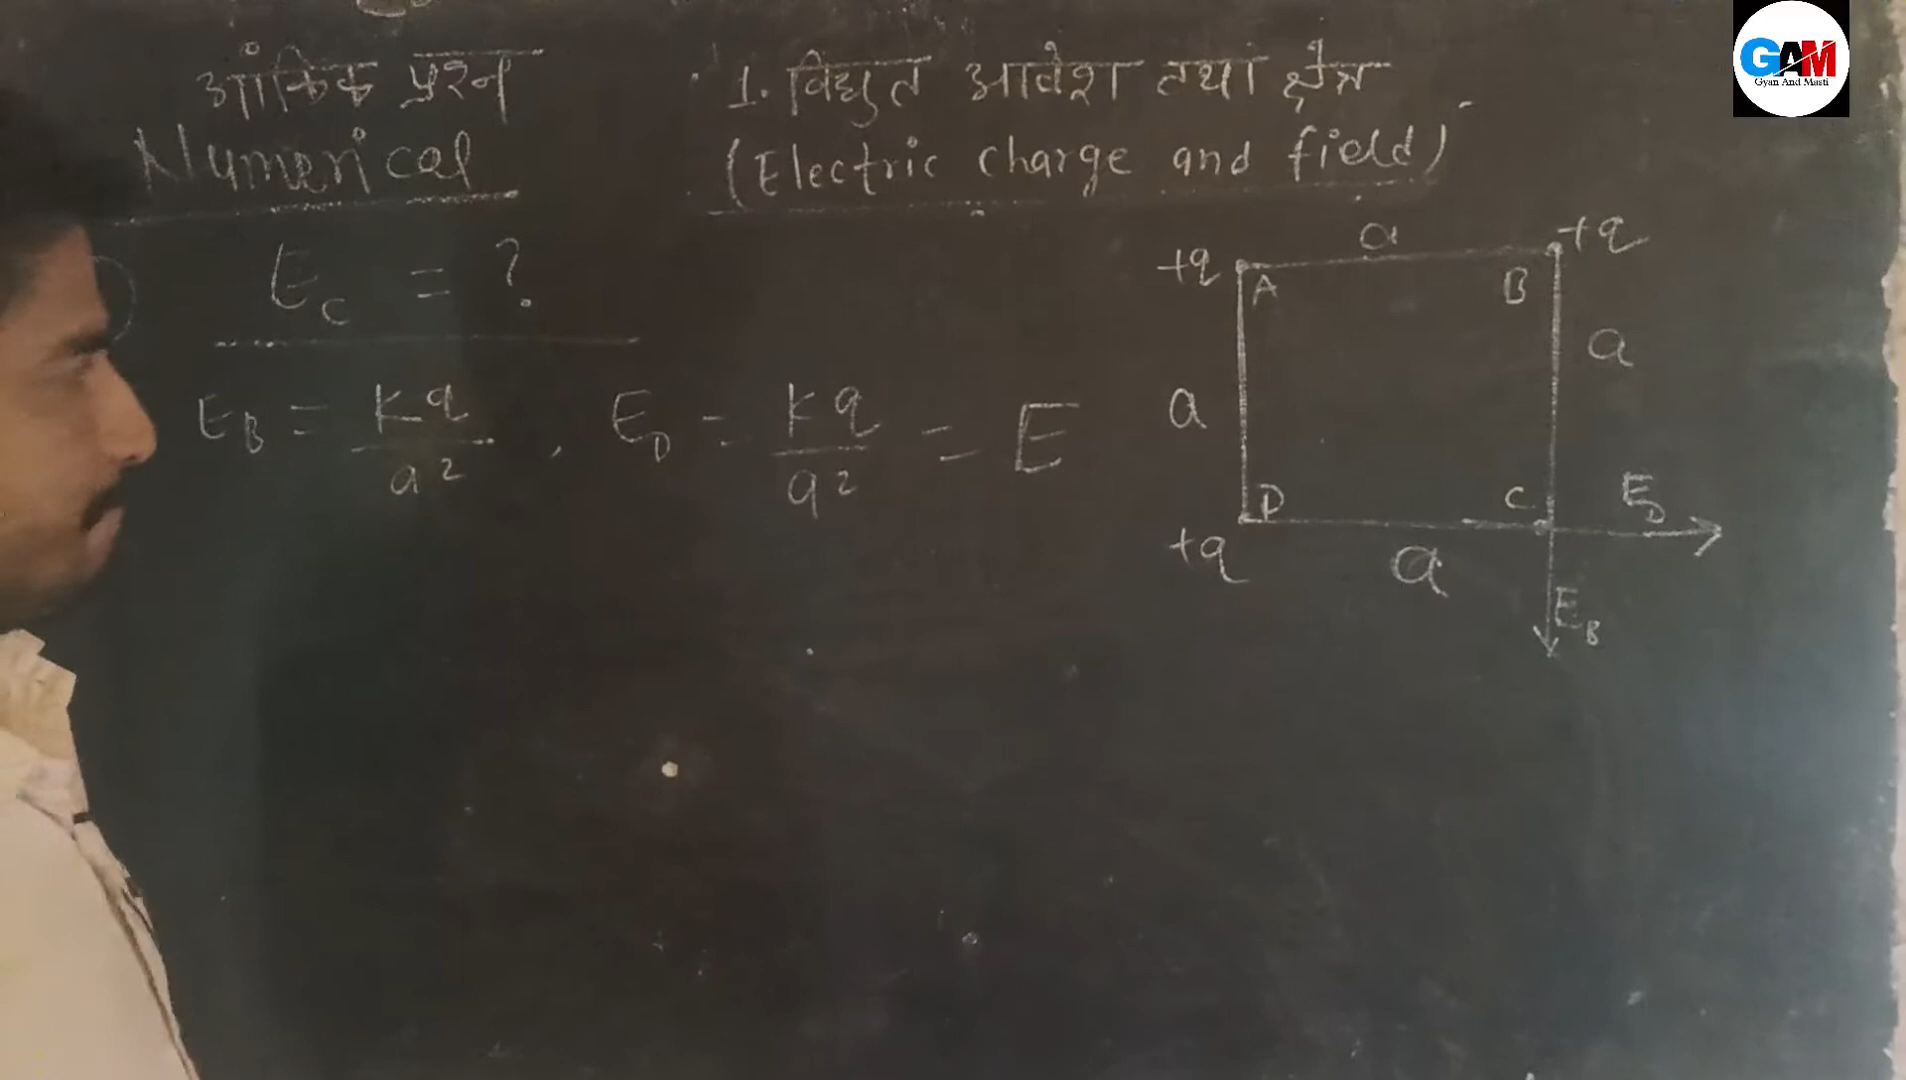 आंकिक प्रश्न
Numerical
1. विद्युत आवेश तथा क्षेत्र
(Electric charge and field)
GAM
Gyan And Masti
E_C = ?
E_B = Kq/a², E_D = Kq/a² = E
+q a +q
A B
a a
D C E_D
+q a
E_B